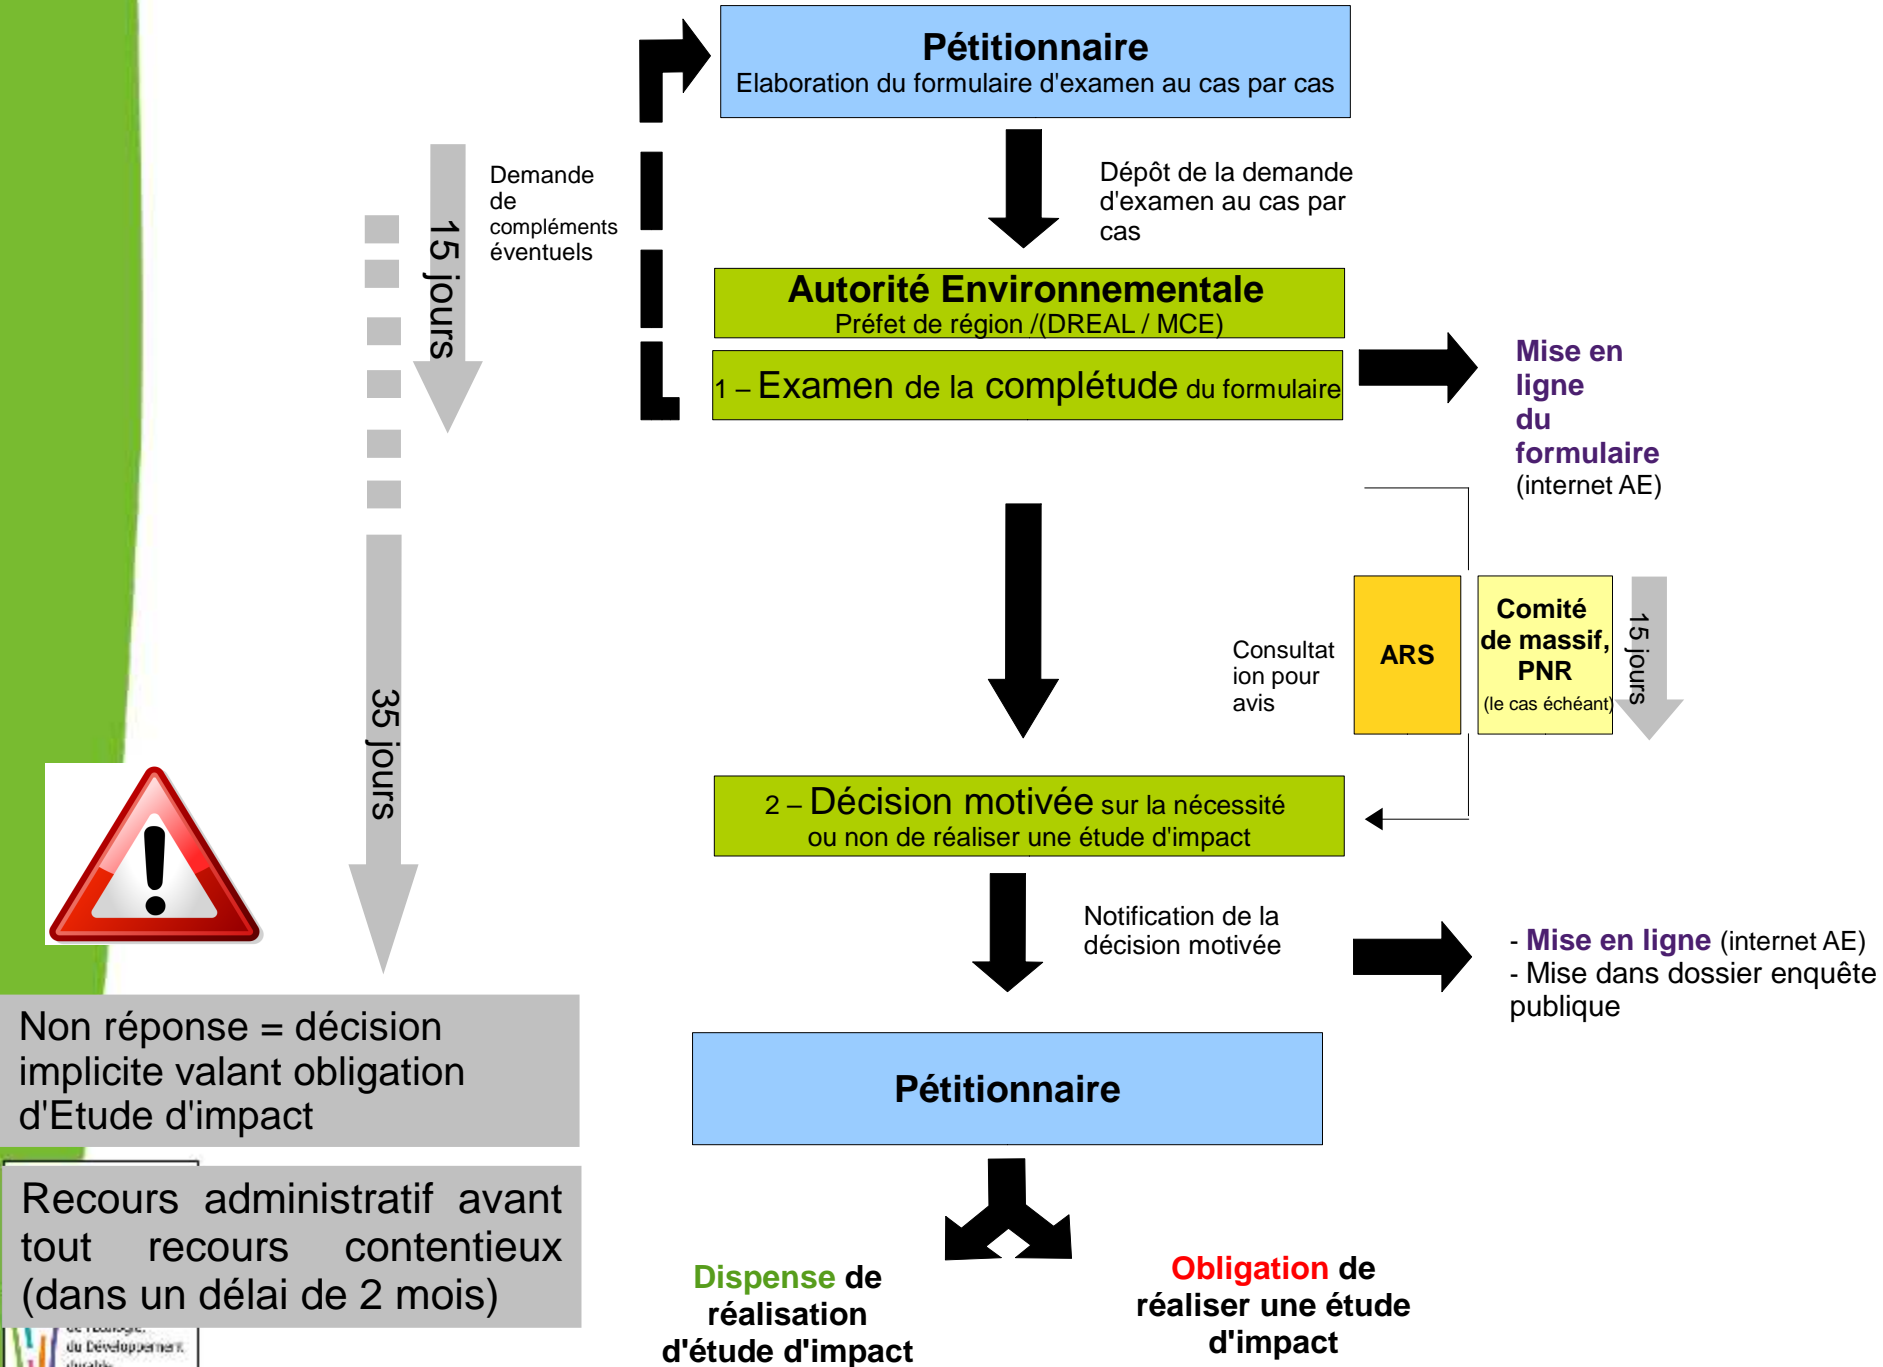 Pétitionnaire
Elaboration du formulaire d'examen au cas par cas
Demande
de
compléments
éventuels
15 jours
Dépôt de la demande
d'examen au cas par
cas
Autorité Environnementale
Préfet de région /(DREAL / MCE)
1 – Examen de la complétude du formulaire
Mise en
ligne
du
formulaire
(internet AE)
35 jours
Consultat
ion pour
avis
ARS
Comité
de massif,
PNR
(le cas échéant)
15 jours
2 – Décision motivée sur la nécessité
ou non de réaliser une étude d'impact
Notification de la
décision motivée
- Mise en ligne (internet AE)
- Mise dans dossier enquête
publique
Non réponse = décision
implicite valant obligation
d'Etude d'impact
Pétitionnaire
Recours administratif avant
tout recours contentieux
(dans un délai de 2 mois)
Dispense de
réalisation
d'étude d'impact
Obligation de
réaliser une étude
d'impact
de l'Écologie,
du Développement
durable